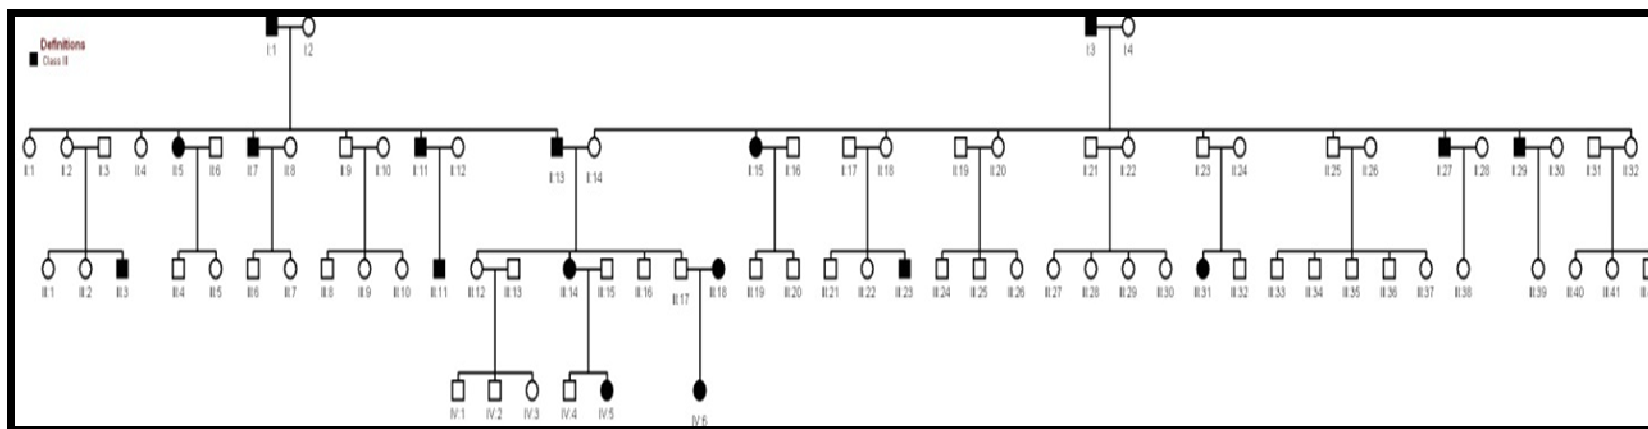 I:1 I:2 I:3 I:4
Definitions
Class III
II:1 II:2 II:3 II:4 II:5 II:6 II:7 II:8 II:9 II:10 II:11 II:12 II:13 II:14 II:15 II:16 II:17 II:18 II:19 II:20 II:21 II:22 II:23 II:24 II:25 II:26 II:27 II:28 II:29 II:30 II:31 II:32
III:1 III:2 III:3 III:4 III:5 III:6 III:7 III:8 III:9 III:10 III:11 III:12 III:13 III:14 III:15 III:16 III:17 III:18 III:19 III:20 III:21 III:22 III:23 III:24 III:25 III:26 III:27 III:28 III:29 III:30 III:31 III:32 III:33 III:34 III:35 III:36 III:37 III:38 III:39 III:40 III:41
IV:1 IV:2 IV:3 IV:4 IV:5 IV:6